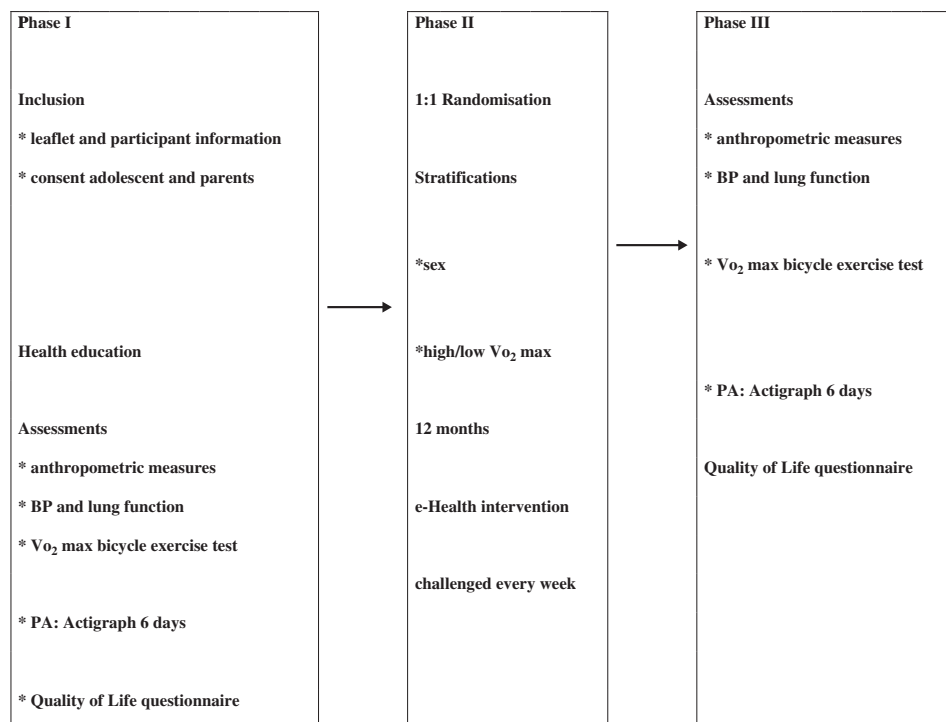 Phase I
Inclusion
* leaflet and participant information
* consent adolescent and parents
Health education
Assessments
* anthropometric measures
* BP and lung function
* Vo₂ max bicycle exercise test
* PA: Actigraph 6 days
* Quality of Life questionnaire
Phase II
1:1 Randomisation
Stratifications
*sex
*high/low Vo₂ max
12 months
e-Health intervention
challenged every week
Phase III
Assessments
* anthropometric measures
* BP and lung function
* Vo₂ max bicycle exercise test
* PA: Actigraph 6 days
Quality of Life questionnaire